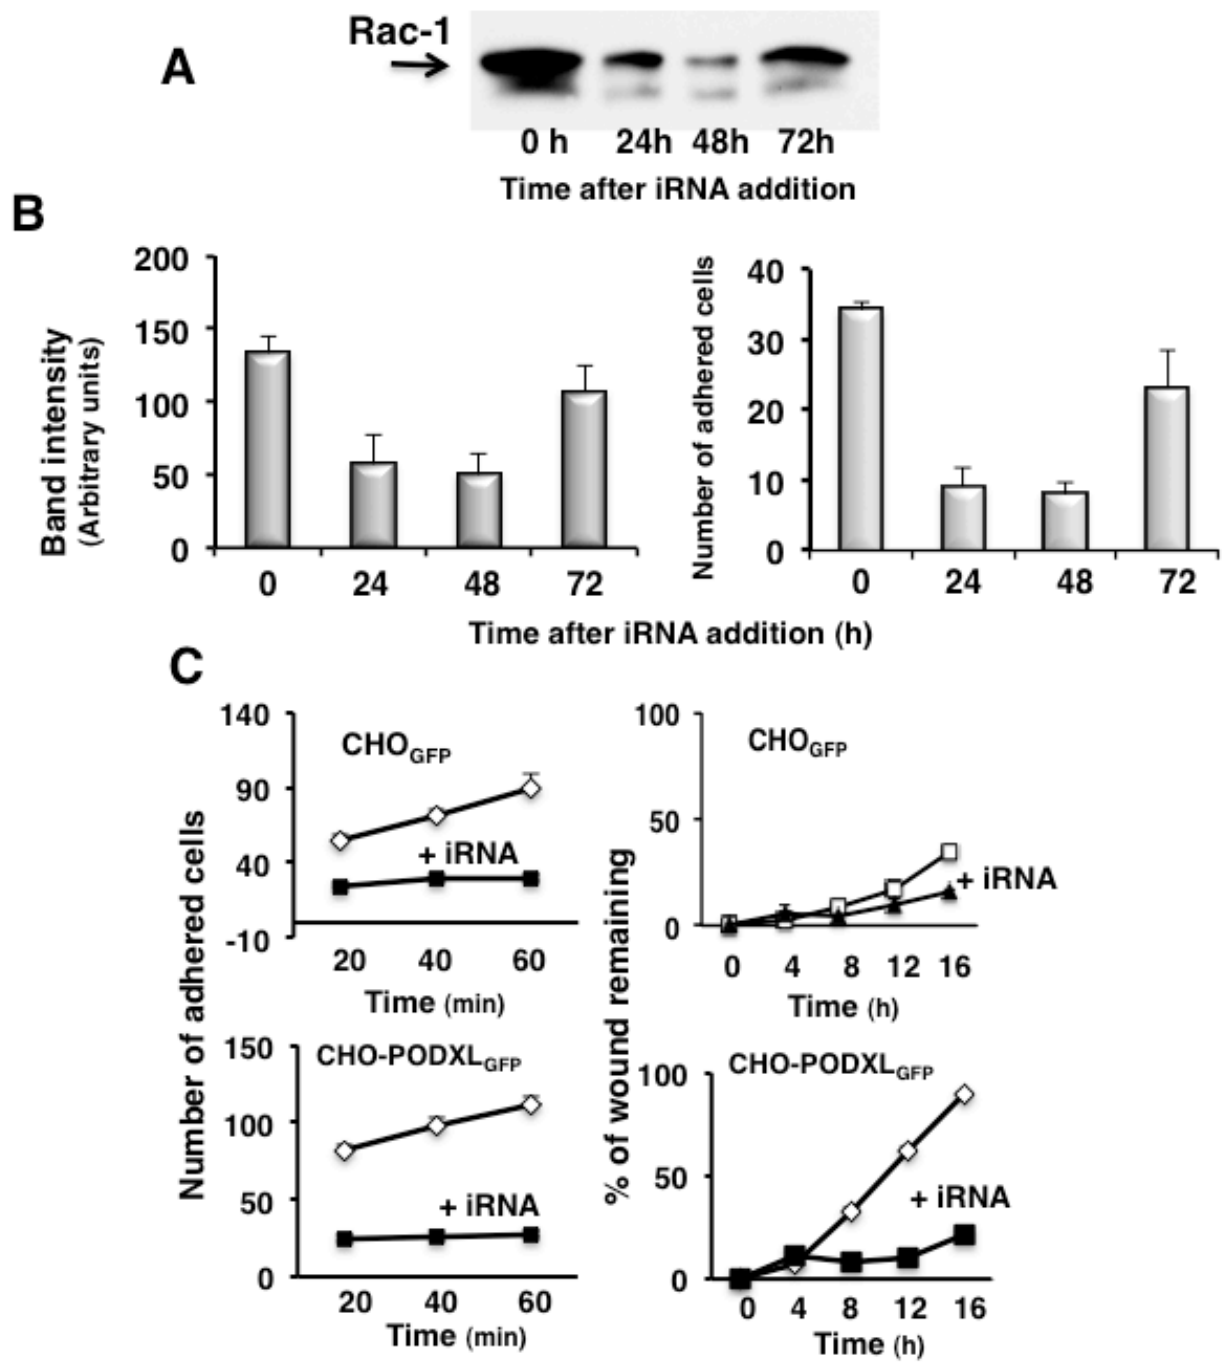 A
Rac-1
0 h 24h 48h 72h
Time after iRNA addition
B
Band intensity
(Arbitrary units)
200
150
100
50
0
0 24 48 72
Number of adhered cells
40
30
20
10
0
0 24 48 72
Time after iRNA addition (h)
C
Number of adhered cells
140
90
40
-10
CHOGFP
+ iRNA
20 40 60
Time (min)
% of wound remaining
100
50
0
CHOGFP
+ iRNA
0 4 8 12 16
Time (h)
150
100
50
0
CHO-PODXLGFP
+ iRNA
20 40 60
Time (min)
100
50
0
CHO-PODXLGFP
+ iRNA
0 4 8 12 16
Time (h)